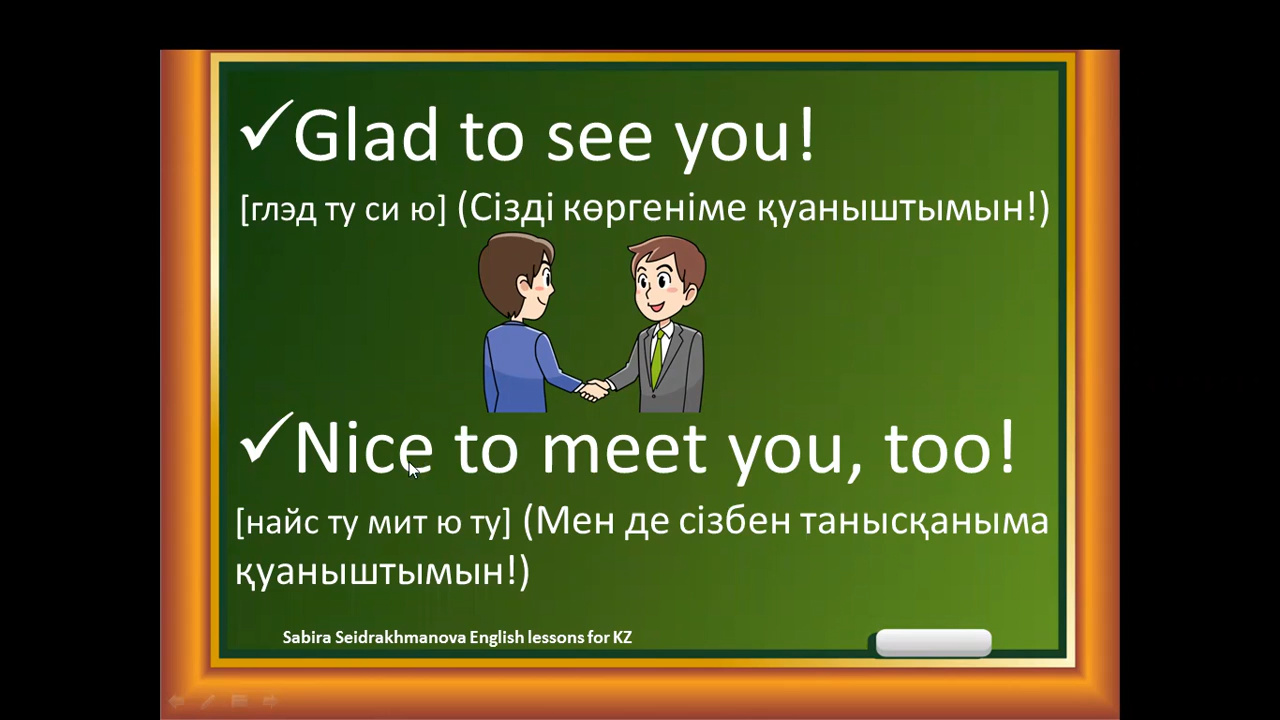 ✓Glad to see you!
[глэд ту си ю] (Сізді көргеніме қуаныштымын!)
✓Nice to meet you, too!
[найс ту мит ю ту] (Мен де сізбен танысқаныма
қуаныштымын!)
Sabira Seidrakhmanova English lessons for KZ